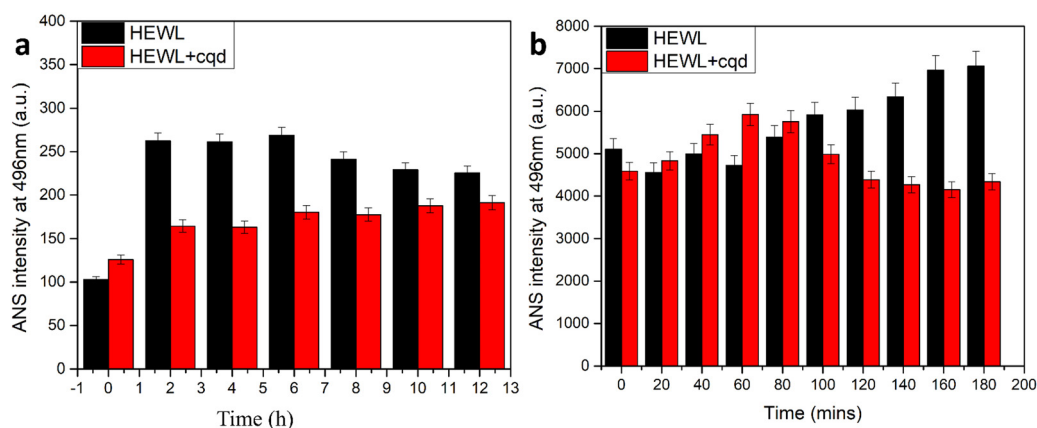 a
HEWL
HEWL+cqd
ANS intensity at 496nm (a.u.)
400
350
300
250
200
150
100
50
0
-1 0 1 2 3 4 5 6 7 8 9 10 11 12 13
Time (h)
b
HEWL
HEWL+cqd
ANS intensity at 496nm (a.u.)
8000
7000
6000
5000
4000
3000
2000
1000
0
0 20 40 60 80 100 120 140 160 180 200
Time (mins)